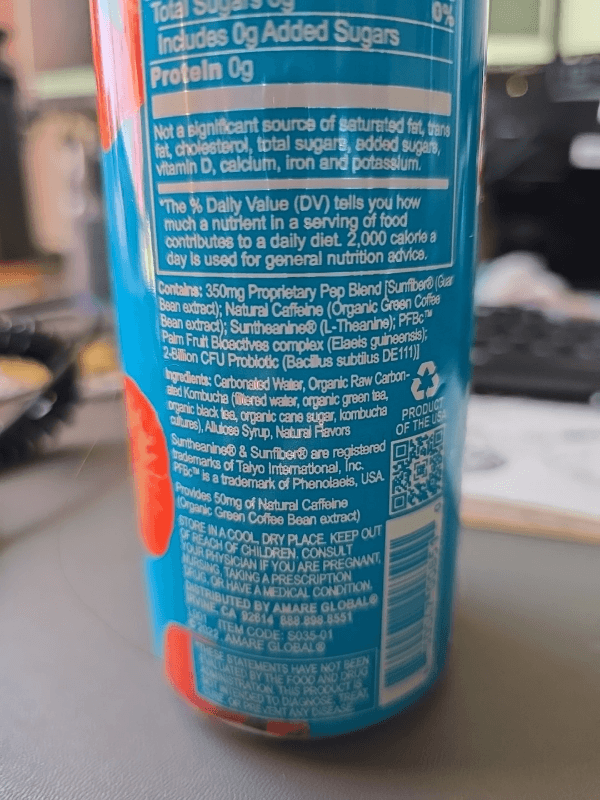 Total Sugars 0g
0%
Includes 0g Added Sugars
Protein 0g
Not a significant source of saturated fat, trans
fat, cholesterol, total sugars, added sugars,
vitamin D, calcium, iron and potassium.
*The % Daily Value (DV) tells you how
much a nutrient in a serving of food
contributes to a daily diet. 2,000 calorie a
day is used for general nutrition advice.
Contains: 350mg Proprietary Pep Blend [Sunfiber® (Guar
Bean extract); Natural Caffeine (Organic Green Coffee
Bean extract); Suntheanine® (L-Theanine); PFBc™
Palm Fruit Bioactives complex (Elaeis guineensis);
2-Billion CFU Probiotic (Bacillus subtilus DE111)]
Ingredients: Carbonated Water, Organic Raw Carbon-
ated Kombucha (filtered water, organic green tea,
organic black tea, organic cane sugar, kombucha
cultures), Allulose Syrup, Natural Flavors
PRODUCT
OF THE USA
Suntheanine® & Sunfiber® are registered
trademarks of Taiyo International, Inc.
PFBc™ is a trademark of Phenolaeis, USA
Provides 50mg of Natural Caffeine
(Organic Green Coffee Bean extract)
STORE IN A COOL, DRY PLACE. KEEP OUT
OF REACH OF CHILDREN. CONSULT
YOUR PHYSICIAN IF YOU ARE PREGNANT,
NURSING, TAKING A PRESCRIPTION
DRUG, OR HAVE A MEDICAL CONDITION.
DISTRIBUTED BY AMARE GLOBAL®
IRVINE, CA 92614 888.898.8551
L001 ITEM CODE: S035-01
©2022 AMARE GLOBAL®
THESE STATEMENTS HAVE NOT BEEN
EVALUATED BY THE FOOD AND DRUG
ADMINISTRATION. THIS PRODUCT IS
INTENDED TO DIAGNOSE, TREAT,
CURE OR PREVENT ANY DISEASE.